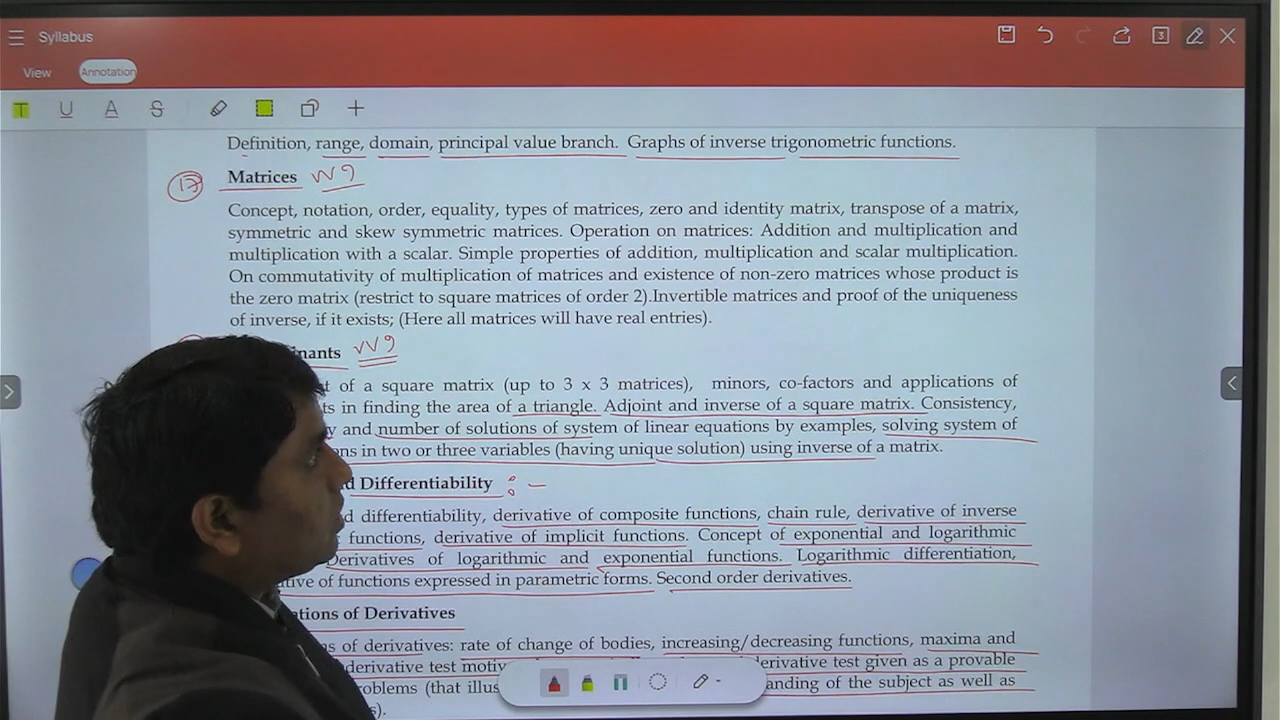 Syllabus
3
View
Annotation
T U A S
Definition, range, domain, principal value branch. Graphs of inverse trigonometric functions.
17 Matrices
Concept, notation, order, equality, types of matrices, zero and identity matrix, transpose of a matrix,
symmetric and skew symmetric matrices. Operation on matrices: Addition and multiplication and
multiplication with a scalar. Simple properties of addition, multiplication and scalar multiplication.
On commutativity of multiplication of matrices and existence of non-zero matrices whose product is
the zero matrix (restrict to square matrices of order 2).Invertible matrices and proof of the uniqueness
of inverse, if it exists; (Here all matrices will have real entries).
nants
t of a square matrix (up to 3 x 3 matrices), minors, co-factors and applications of
ts in finding the area of a triangle. Adjoint and inverse of a square matrix. Consistency,
y and number of solutions of system of linear equations by examples, solving system of
ons in two or three variables (having unique solution) using inverse of a matrix.
d Differentiability :-
d differentiability, derivative of composite functions, chain rule, derivative of inverse
functions, derivative of implicit functions. Concept of exponential and logarithmic
Derivatives of logarithmic and exponential functions. Logarithmic differentiation,
tive of functions expressed in parametric forms. Second order derivatives.
ations of Derivatives
ns of derivatives: rate of change of bodies, increasing/decreasing functions, maxima and
derivative test motiv derivative test given as a provable
oblems (that illus anding of the subject as well as
s).